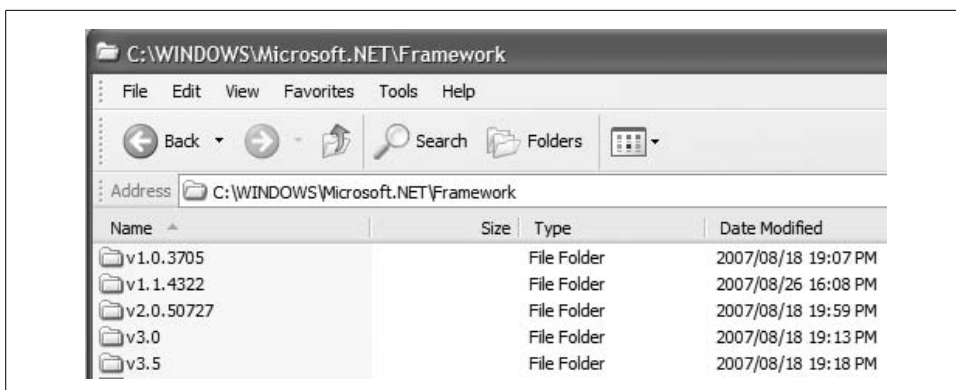 C:\WINDOWS\Microsoft.NET\Framework
File Edit View Favorites Tools Help
Back Search Folders
Address C:\WINDOWS\Microsoft.NET\Framework
Name Size Type Date Modified
v1.0.3705 File Folder 2007/08/18 19:07 PM
v1.1.4322 File Folder 2007/08/26 16:08 PM
v2.0.50727 File Folder 2007/08/18 19:59 PM
v3.0 File Folder 2007/08/18 19:13 PM
v3.5 File Folder 2007/08/18 19:18 PM